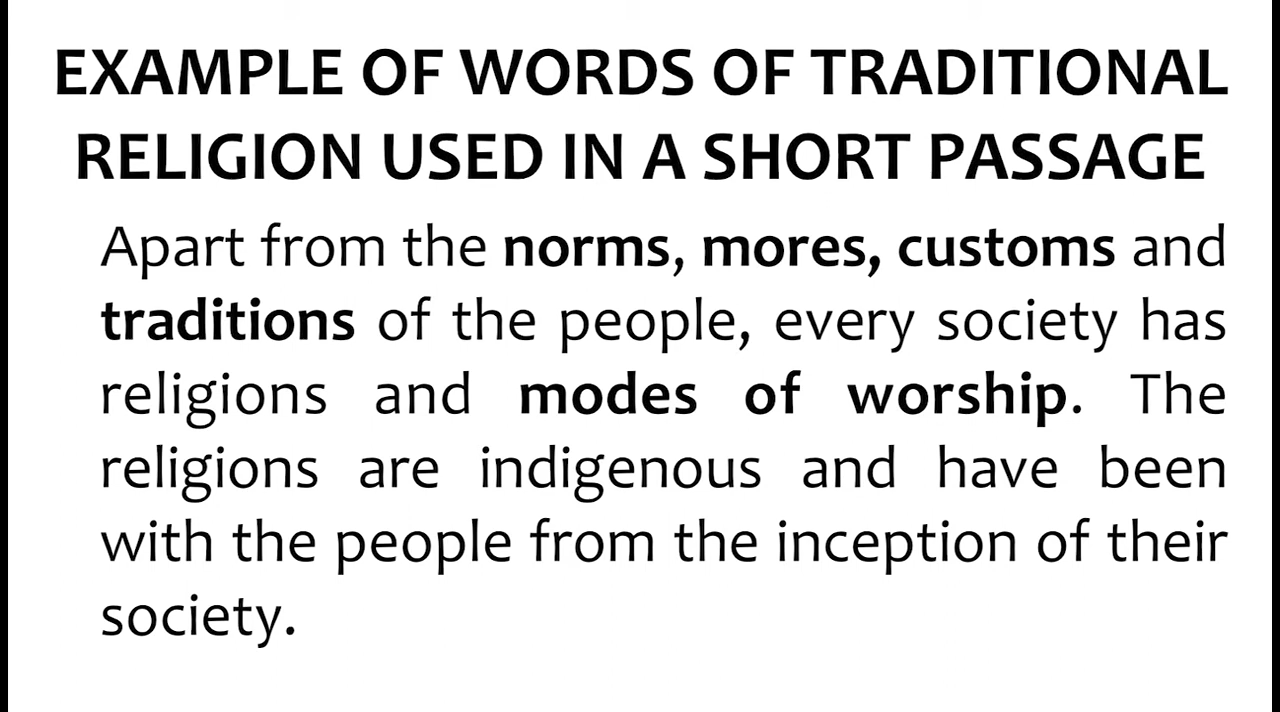 EXAMPLE OF WORDS OF TRADITIONAL
RELIGION USED IN A SHORT PASSAGE
Apart from the norms, mores, customs and
traditions of the people, every society has
religions and modes of worship. The
religions are indigenous and have been
with the people from the inception of their
society.